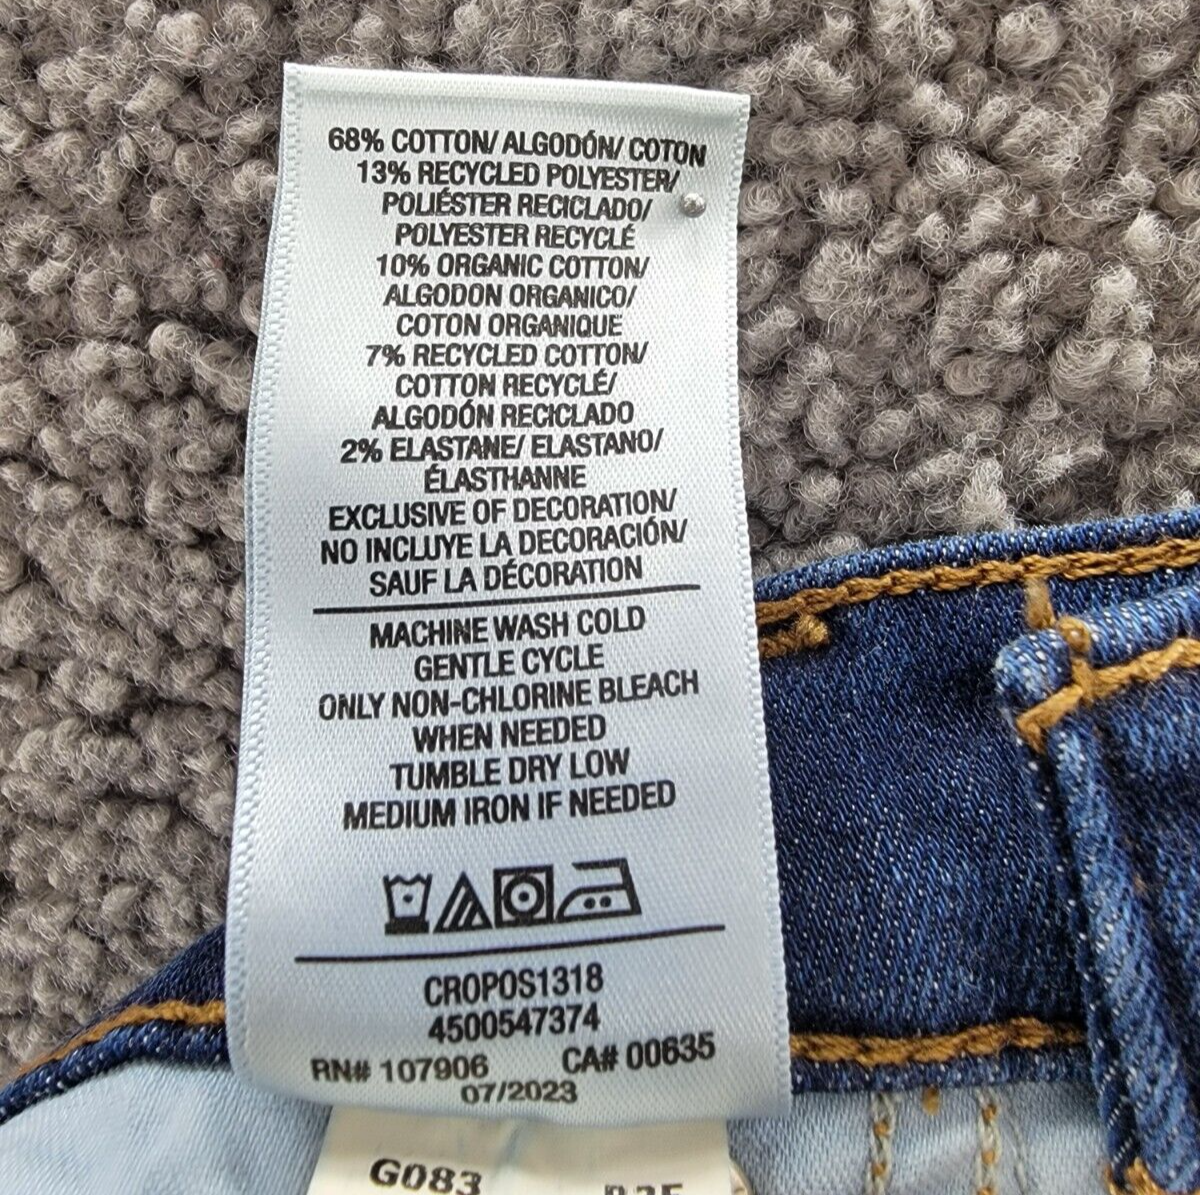 68% COTTON/ ALGODÓN/ COTON
13% RECYCLED POLYESTER/
POLIÉSTER RECICLADO/
POLYESTER RECYCLÉ
10% ORGANIC COTTON/
ALGODON ORGANICO/
COTON ORGANIQUE
7% RECYCLED COTTON/
COTTON RECYCLÉ/
ALGODÓN RECICLADO
2% ELASTANE/ ELASTANO/
ÉLASTHANNE
EXCLUSIVE OF DECORATION/
NO INCLUYE LA DECORACIÓN/
SAUF LA DÉCORATION
MACHINE WASH COLD
GENTLE CYCLE
ONLY NON-CHLORINE BLEACH
WHEN NEEDED
TUMBLE DRY LOW
MEDIUM IRON IF NEEDED
CROPOS1318
4500547374
RN# 107906 CA# 00635
07/2023
G083